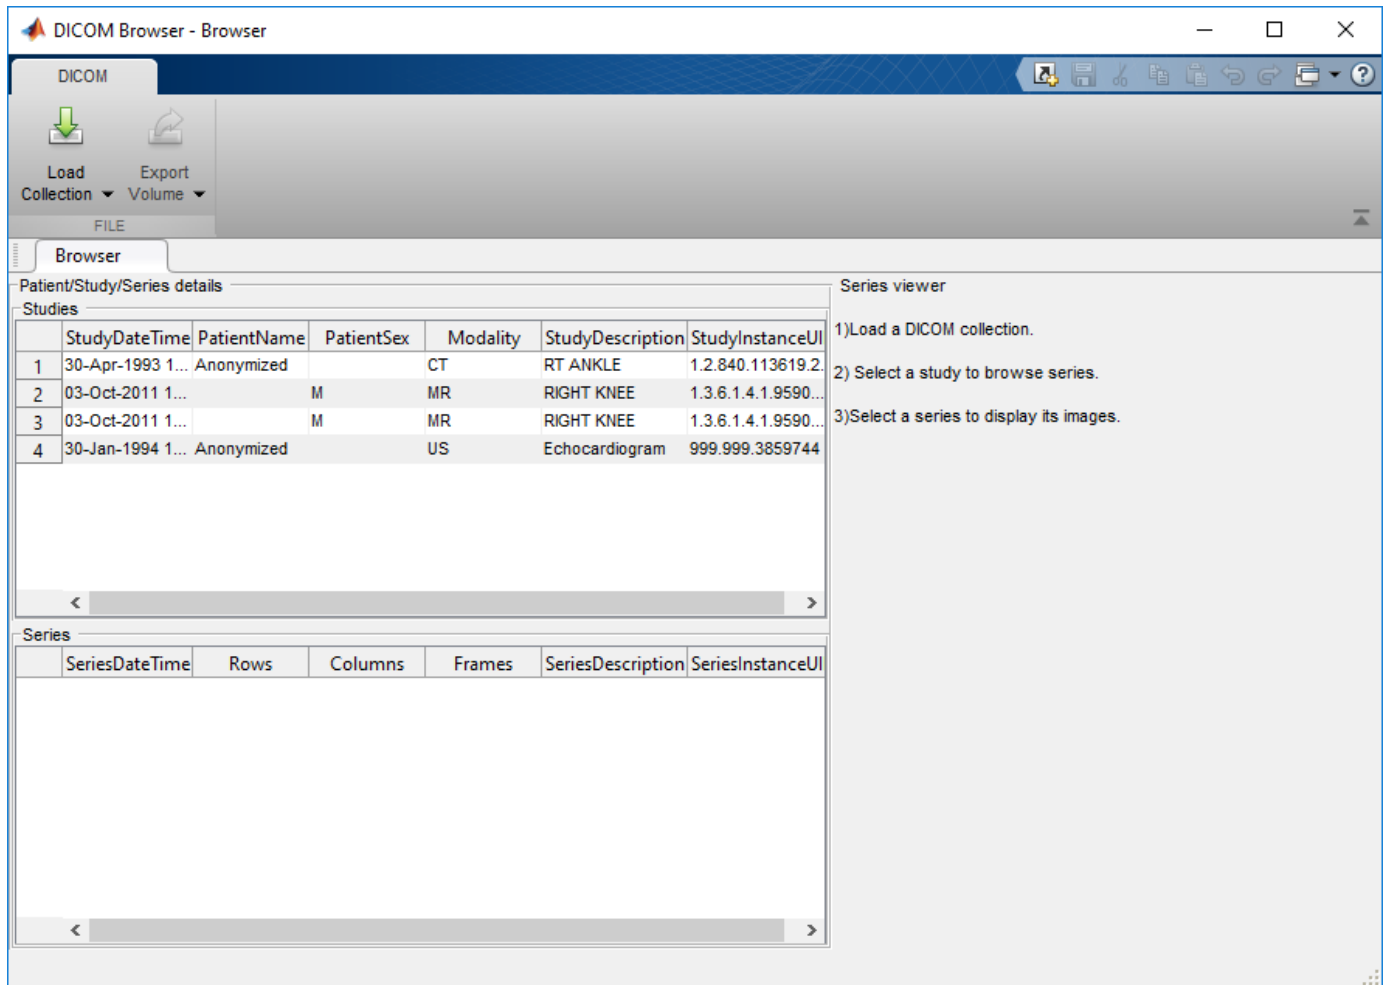 DICOM Browser - Browser
DICOM
Load Collection
Export Volume
FILE
Browser
Patient/Study/Series details
Studies
StudyDateTime PatientName PatientSex Modality StudyDescription StudyInstanceUI
1 30-Apr-1993 1... Anonymized CT RT ANKLE 1.2.840.113619.2.
2 03-Oct-2011 1... M MR RIGHT KNEE 1.3.6.1.4.1.9590...
3 03-Oct-2011 1... M MR RIGHT KNEE 1.3.6.1.4.1.9590...
4 30-Jan-1994 1... Anonymized US Echocardiogram 999.999.3859744
Series
SeriesDateTime Rows Columns Frames SeriesDescription SeriesInstanceUI
Series viewer
1)Load a DICOM collection.
2) Select a study to browse series.
3)Select a series to display its images.